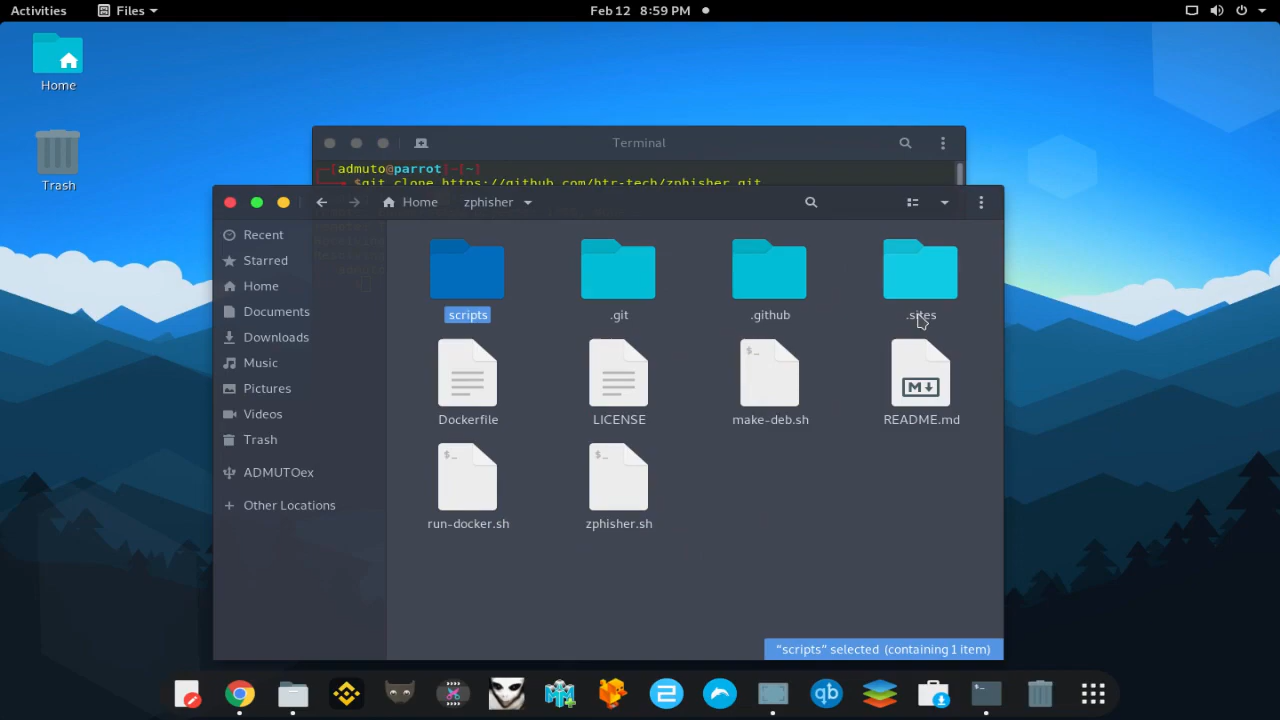 Activities Files Feb 12 8:59 PM
Home
Trash
Terminal
[admuto@parrot]-[~]
$git clone https://github.com/htr-tech/zphisher.git
Home zphisher
Recent
Starred
Home
Documents
Downloads
Music
Pictures
Videos
Trash
ADMUTOex
Other Locations
scripts .git .github .sites
Dockerfile LICENSE make-deb.sh README.md
run-docker.sh zphisher.sh
"scripts" selected (containing 1 item)